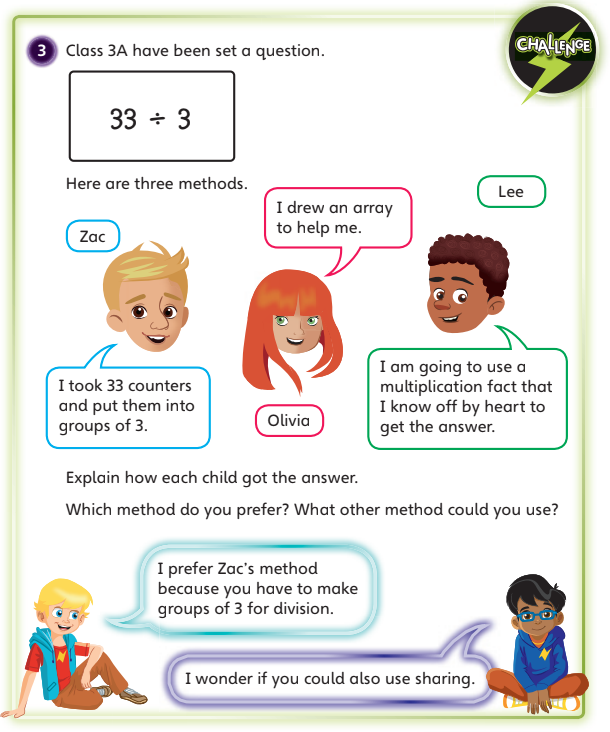 CHALLENGE
3 Class 3A have been set a question.
33 ÷ 3
Here are three methods.
Lee
I drew an array
to help me.
Zac
I took 33 counters
and put them into
groups of 3.
Olivia
I am going to use a
multiplication fact that
I know off by heart to
get the answer.
Explain how each child got the answer.
Which method do you prefer? What other method could you use?
I prefer Zac's method
because you have to make
groups of 3 for division.
I wonder if you could also use sharing.